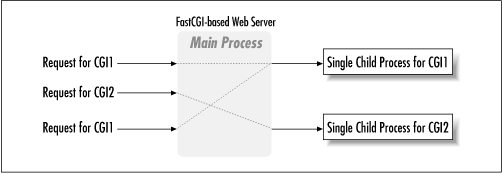 FastCGI-based Web Server
Main Process
Request for CGI1
Single Child Process for CGI1
Request for CGI2
Request for CGI1
Single Child Process for CGI2